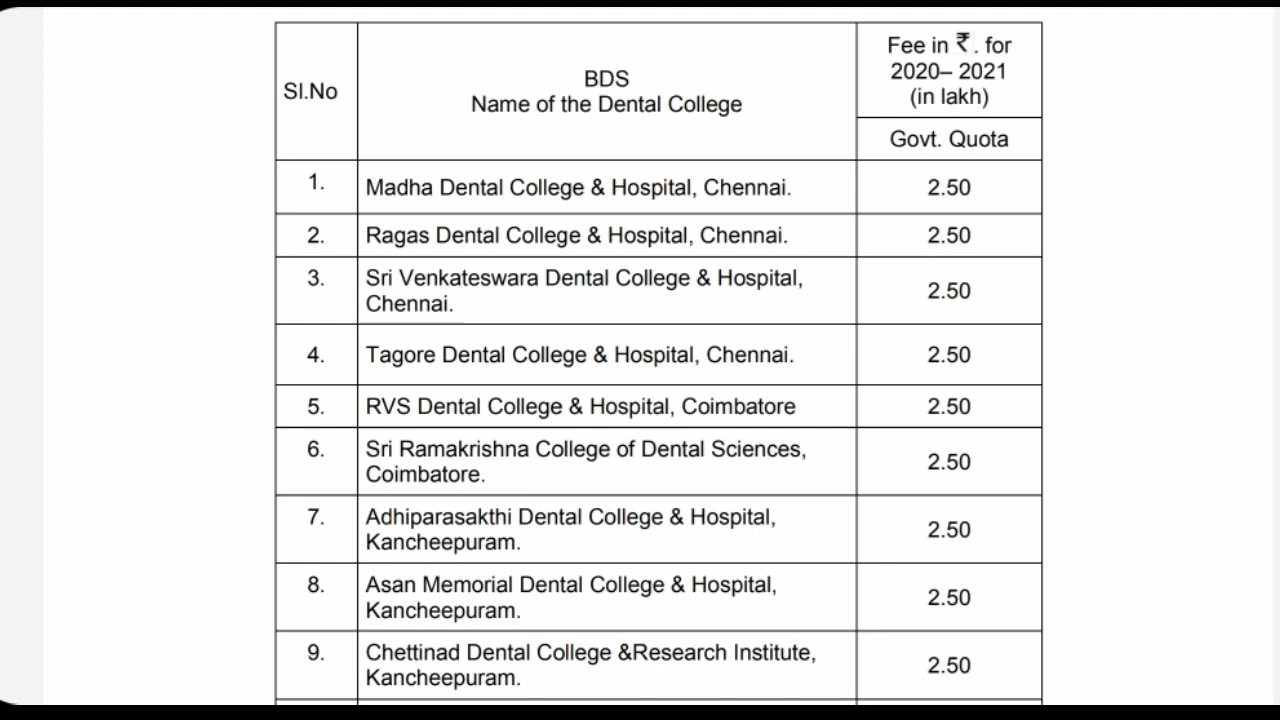 Sl.No
BDS
Name of the Dental College
Fee in ₹. for
2020– 2021
(in lakh)
Govt. Quota
1.
Madha Dental College & Hospital, Chennai.
2.50
2.
Ragas Dental College & Hospital, Chennai.
2.50
3.
Sri Venkateswara Dental College & Hospital,
Chennai.
2.50
4.
Tagore Dental College & Hospital, Chennai.
2.50
5.
RVS Dental College & Hospital, Coimbatore
2.50
6.
Sri Ramakrishna College of Dental Sciences,
Coimbatore.
2.50
7.
Adhiparasakthi Dental College & Hospital,
Kancheepuram.
2.50
8.
Asan Memorial Dental College & Hospital,
Kancheepuram.
2.50
9.
Chettinad Dental College &Research Institute,
Kancheepuram.
2.50